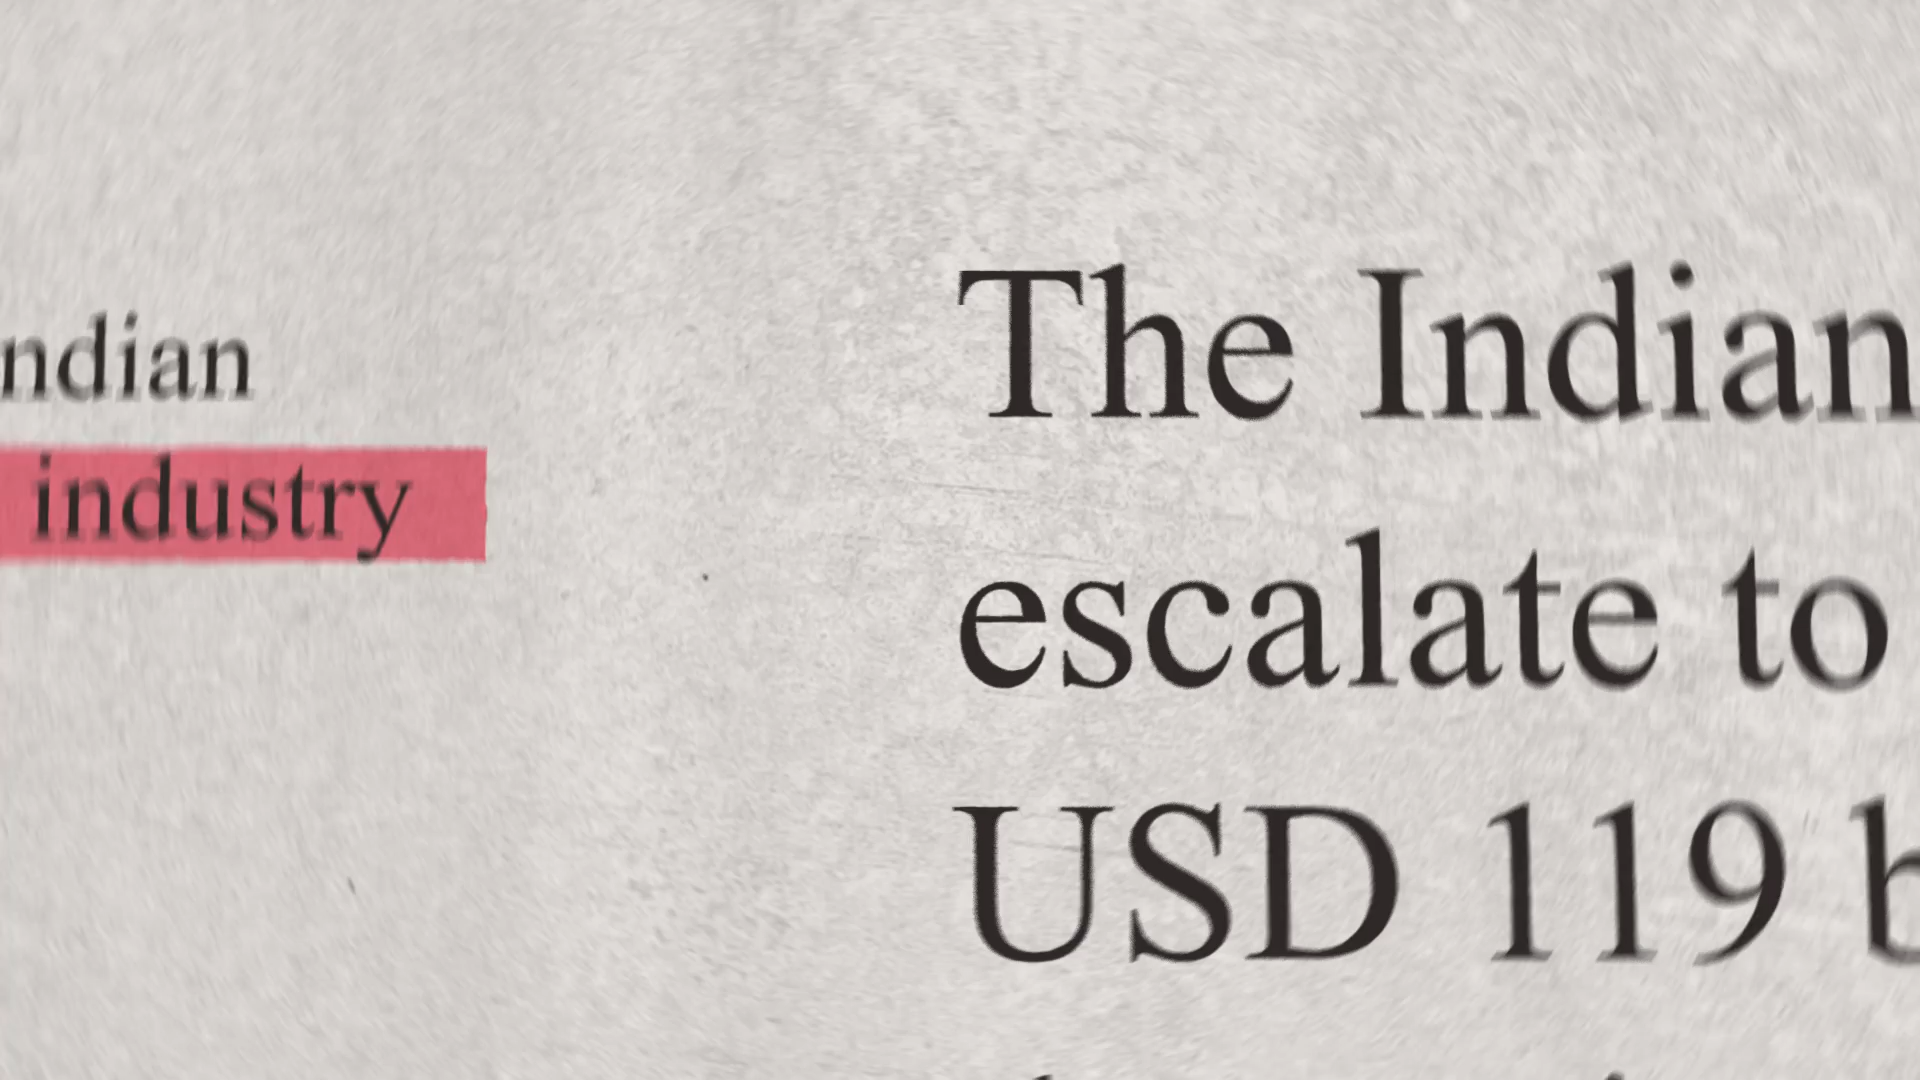 ndian
industry
The Indian
escalate to
USD 119 b